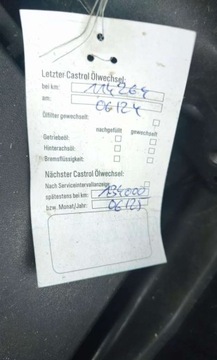 Letzter Castrol Ölwechsel:
bei km: 114264
am: 06/24
Ölfilter gewechselt: ☐
nachgefüllt gewechselt
Getriebeöl: ☐ ☐
Hinterachsöl: ☐ ☐
Bremsflüssigkeit: ☐ ☐
Nächster Castrol Ölwechsel:
Nach Serviceintervallanzeige
spätestens bei km: 134000
bzw. Monat/Jahr: 06/25